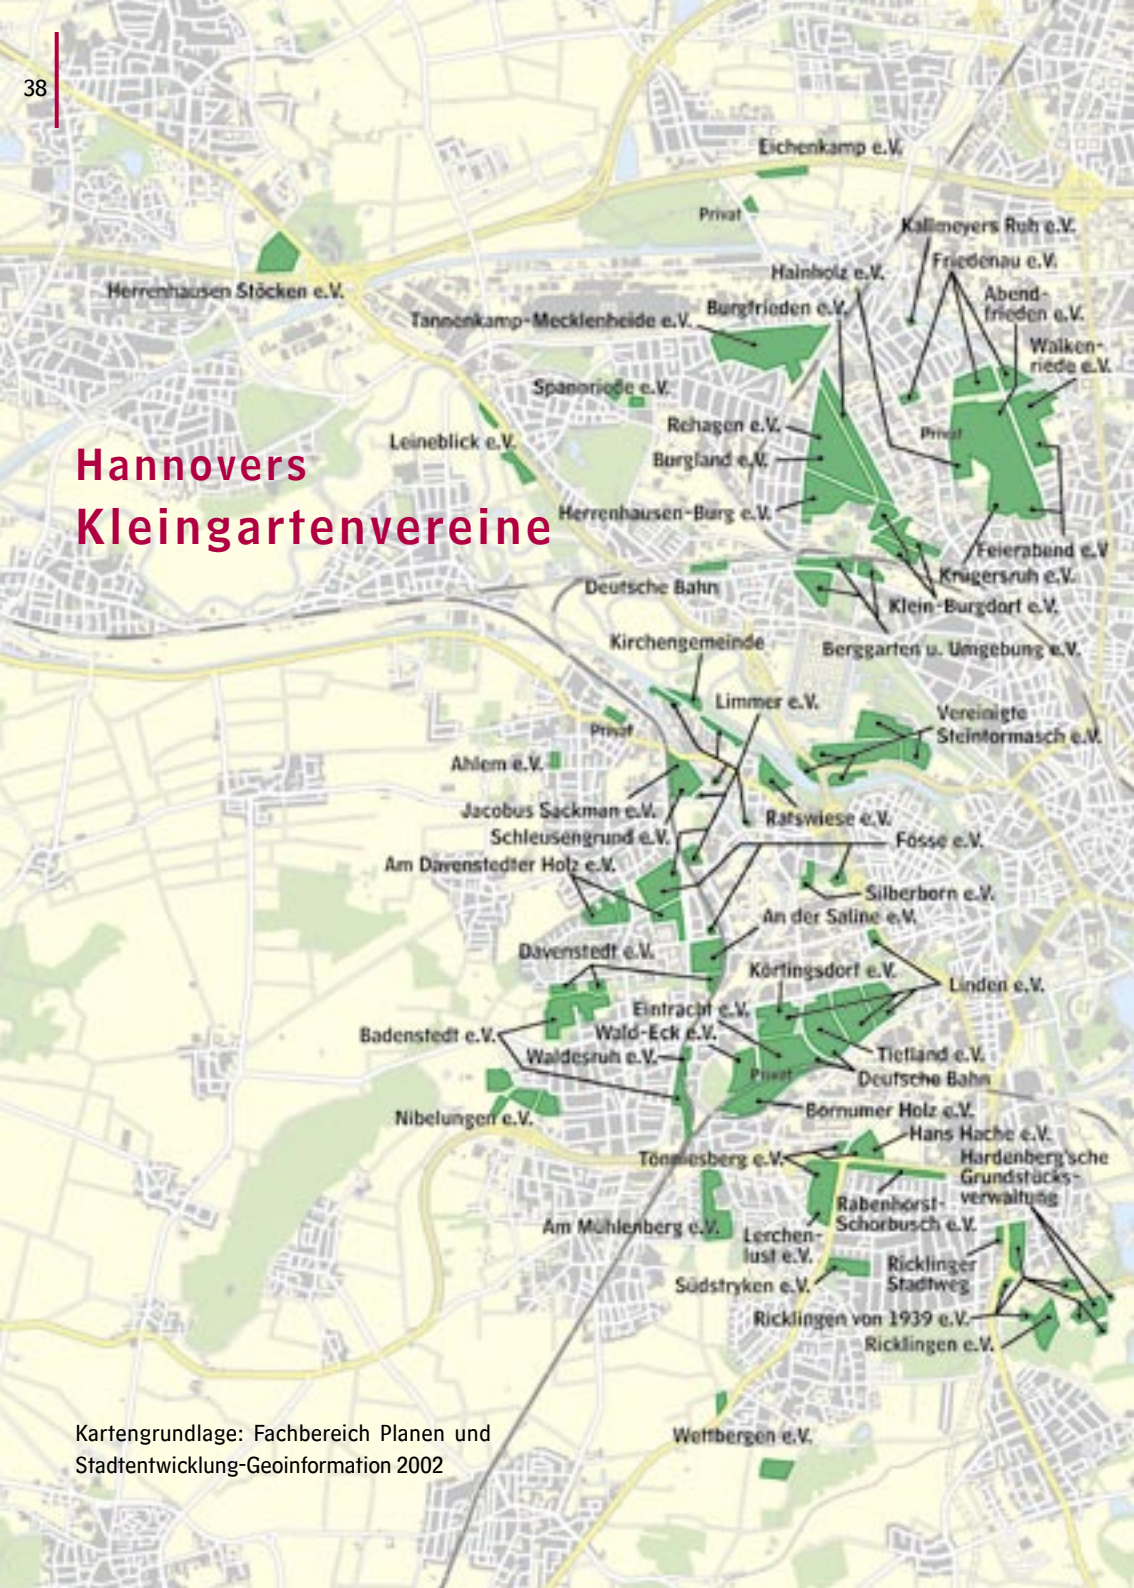 38
Eichenkamp e.V.
Privat
Kallmeyers Ruh e.V.
Friedenau e.V.
Hainholz e.V.
Herrenhausen Stöcken e.V.
Abend-
frieden e.V.
Burgfrieden e.V.
Tannenkamp-Mecklenheide e.V.
Walken-
riede e.V.
Spannriede e.V.
Rehagen e.V.
Privat
Leineblick e.V.
Burgland e.V.
Hannovers
Kleingartenvereine
Herrenhausen-Burg e.V.
Feierabend e.V
Krügersruh e.V.
Deutsche Bahn
Klein-Burgdorf e.V.
Kirchengemeinde
Berggarten u. Umgebung e.V.
Limmer e.V.
Vereinigte
Steintormasch e.V.
Privat
Ahlem e.V.
Jacobus Sackman e.V.
Ratswiese e.V.
Schleusengrund e.V.
Fösse e.V.
Am Davenstedter Holz e.V.
Silberborn e.V.
An der Saline e.V.
Davenstedt e.V.
Körtingsdorf e.V.
Linden e.V.
Eintracht e.V.
Badenstedt e.V.
Wald-Eck e.V.
Waldesruh e.V.
Tiefland e.V.
Privat
Deutsche Bahn
Nibelungen e.V.
Bornumer Holz e.V.
Hans Hache e.V.
Tönniesberg e.V.
Hardenberg'sche
Grundstücks-
verwaltung
Rabenhorst-
Schorbusch e.V.
Am Mühlenberg e.V.
Lerchen-
lust e.V.
Ricklinger
Stadtweg
Südstryken e.V.
Ricklingen von 1939 e.V.
Ricklingen e.V.
Wettbergen e.V.
Kartengrundlage: Fachbereich Planen und
Stadtentwicklung-Geoinformation 2002